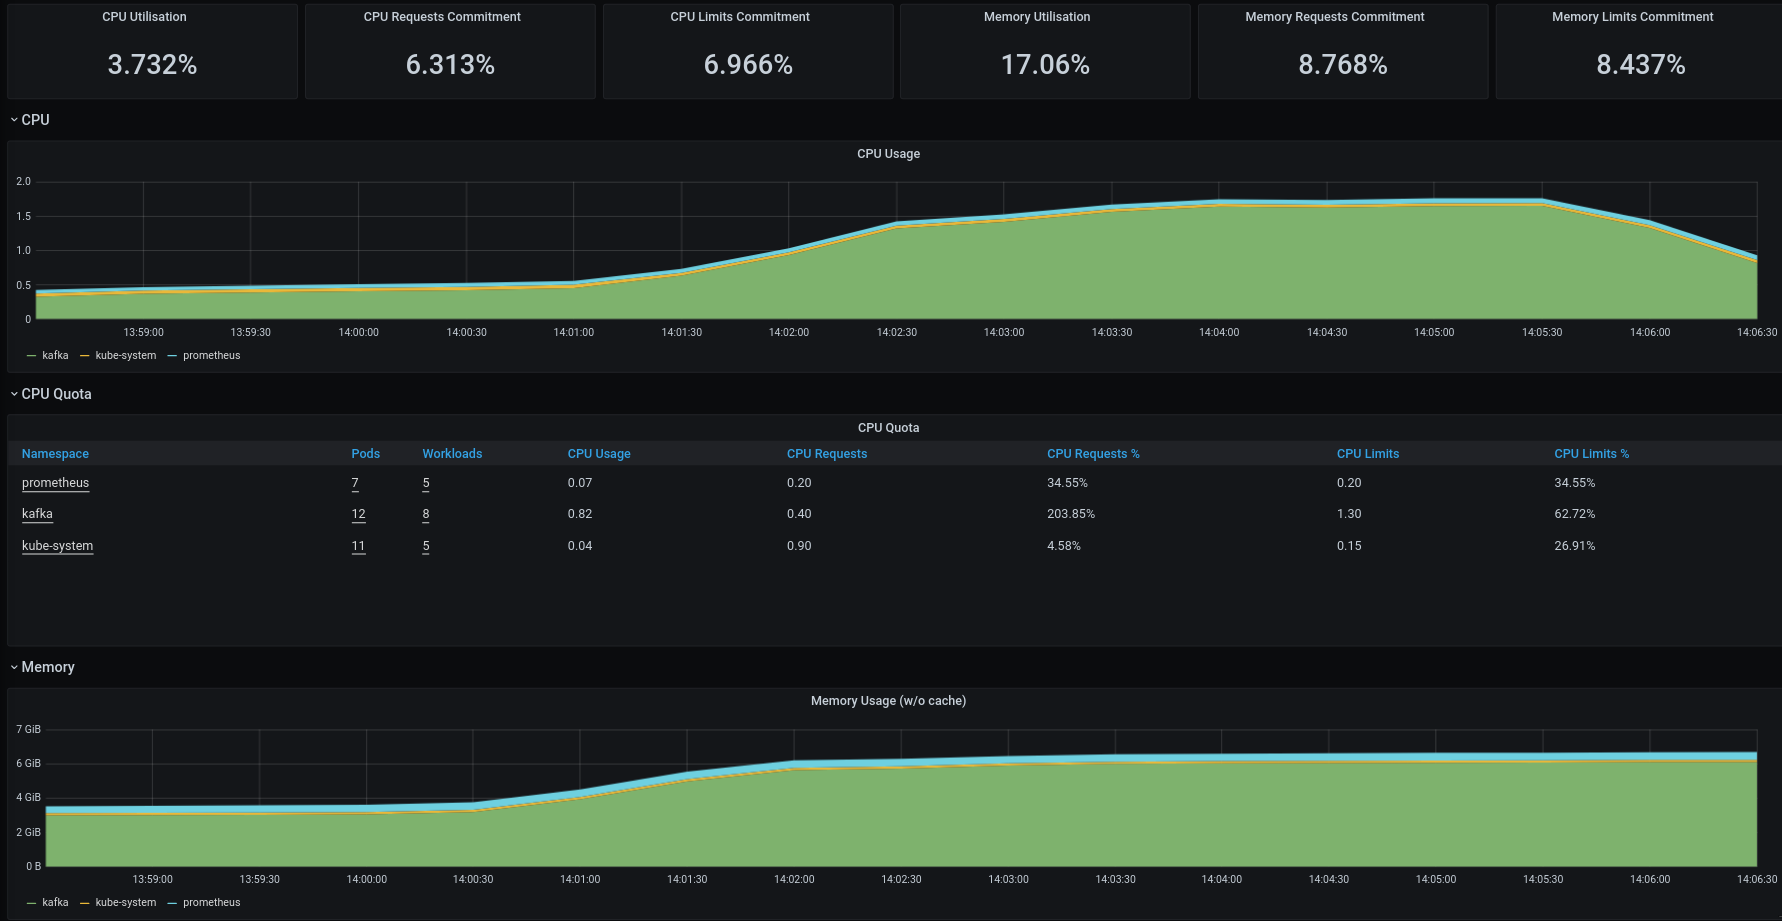 CPU Utilisation CPU Requests Commitment CPU Limits Commitment Memory Utilisation Memory Requests Commitment Memory Limits Commitment
3.732% 6.313% 6.966% 17.06% 8.768% 8.437%
CPU
CPU Usage
2.0
1.5
1.0
0.5
0
13:59:00 13:59:30 14:00:00 14:00:30 14:01:00 14:01:30 14:02:00 14:02:30 14:03:00 14:03:30 14:04:00 14:04:30 14:05:00 14:05:30 14:06:00 14:06:30
kafka kube-system prometheus
CPU Quota
CPU Quota
Namespace Pods Workloads CPU Usage CPU Requests CPU Requests % CPU Limits CPU Limits %
prometheus 7 5 0.07 0.20 34.55% 0.20 34.55%
kafka 12 8 0.82 0.40 203.85% 1.30 62.72%
kube-system 11 5 0.04 0.90 4.58% 0.15 26.91%
Memory
Memory Usage (w/o cache)
7 GiB
6 GiB
4 GiB
2 GiB
0 B
13:59:00 13:59:30 14:00:00 14:00:30 14:01:00 14:01:30 14:02:00 14:02:30 14:03:00 14:03:30 14:04:00 14:04:30 14:05:00 14:05:30 14:06:00 14:06:30
kafka kube-system prometheus